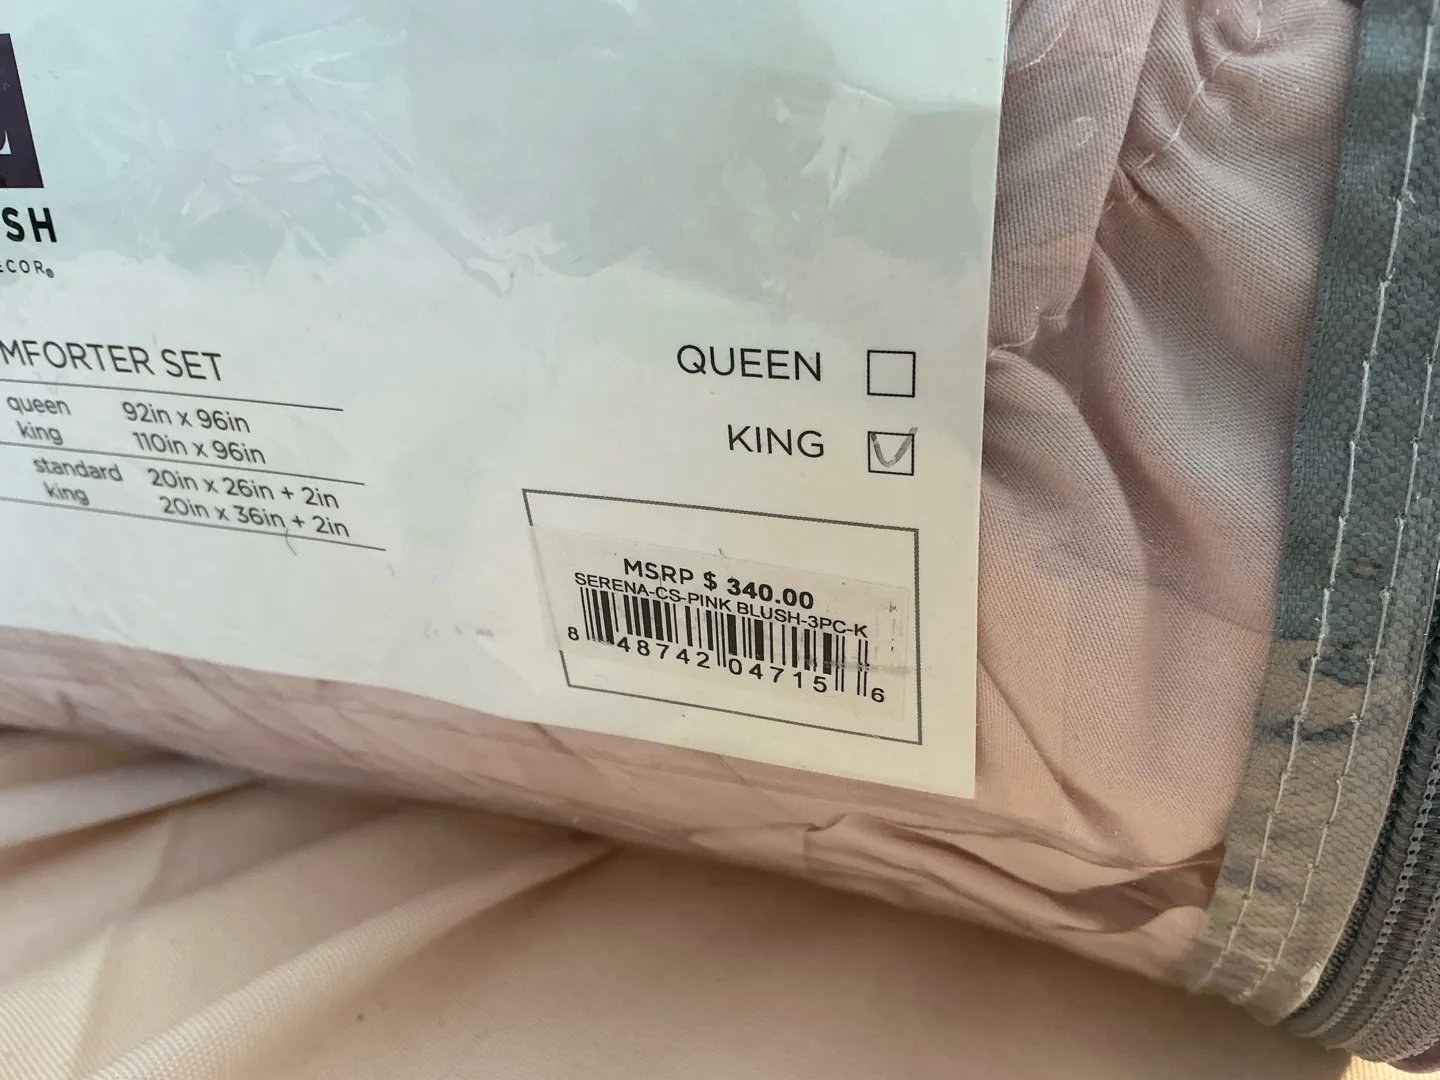 SH
ECOR®
MFORTER SET
queen 92in x 96in
king 110in x 96in
standard 20in x 26in + 2in
king 20in x 36in + 2in
QUEEN
KING
MSRP $ 340.00
SERENA-CS-PINK BLUSH-3PC-K
8 48742 04715 6